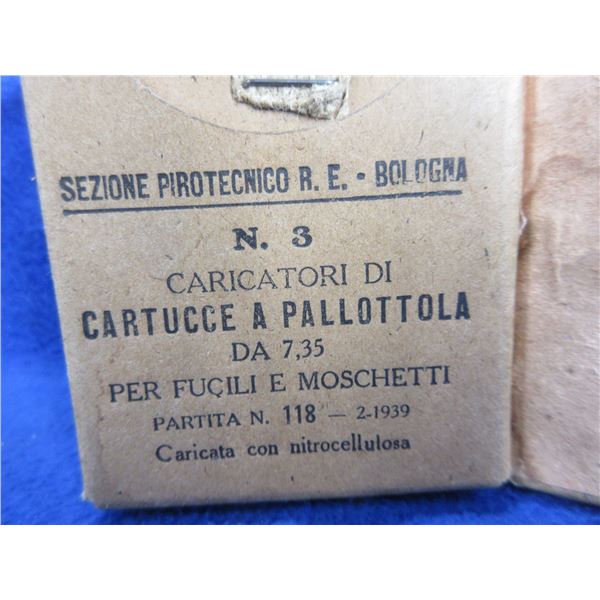 SEZIONE PIROTECNICO R. E. • BOLOGNA
N. 3
CARICATORI DI
CARTUCCE A PALLOTTOLA
DA 7,35
PER FUCILI E MOSCHETTI
PARTITA N. 118 — 2-1939
Caricata con nitrocellulosa